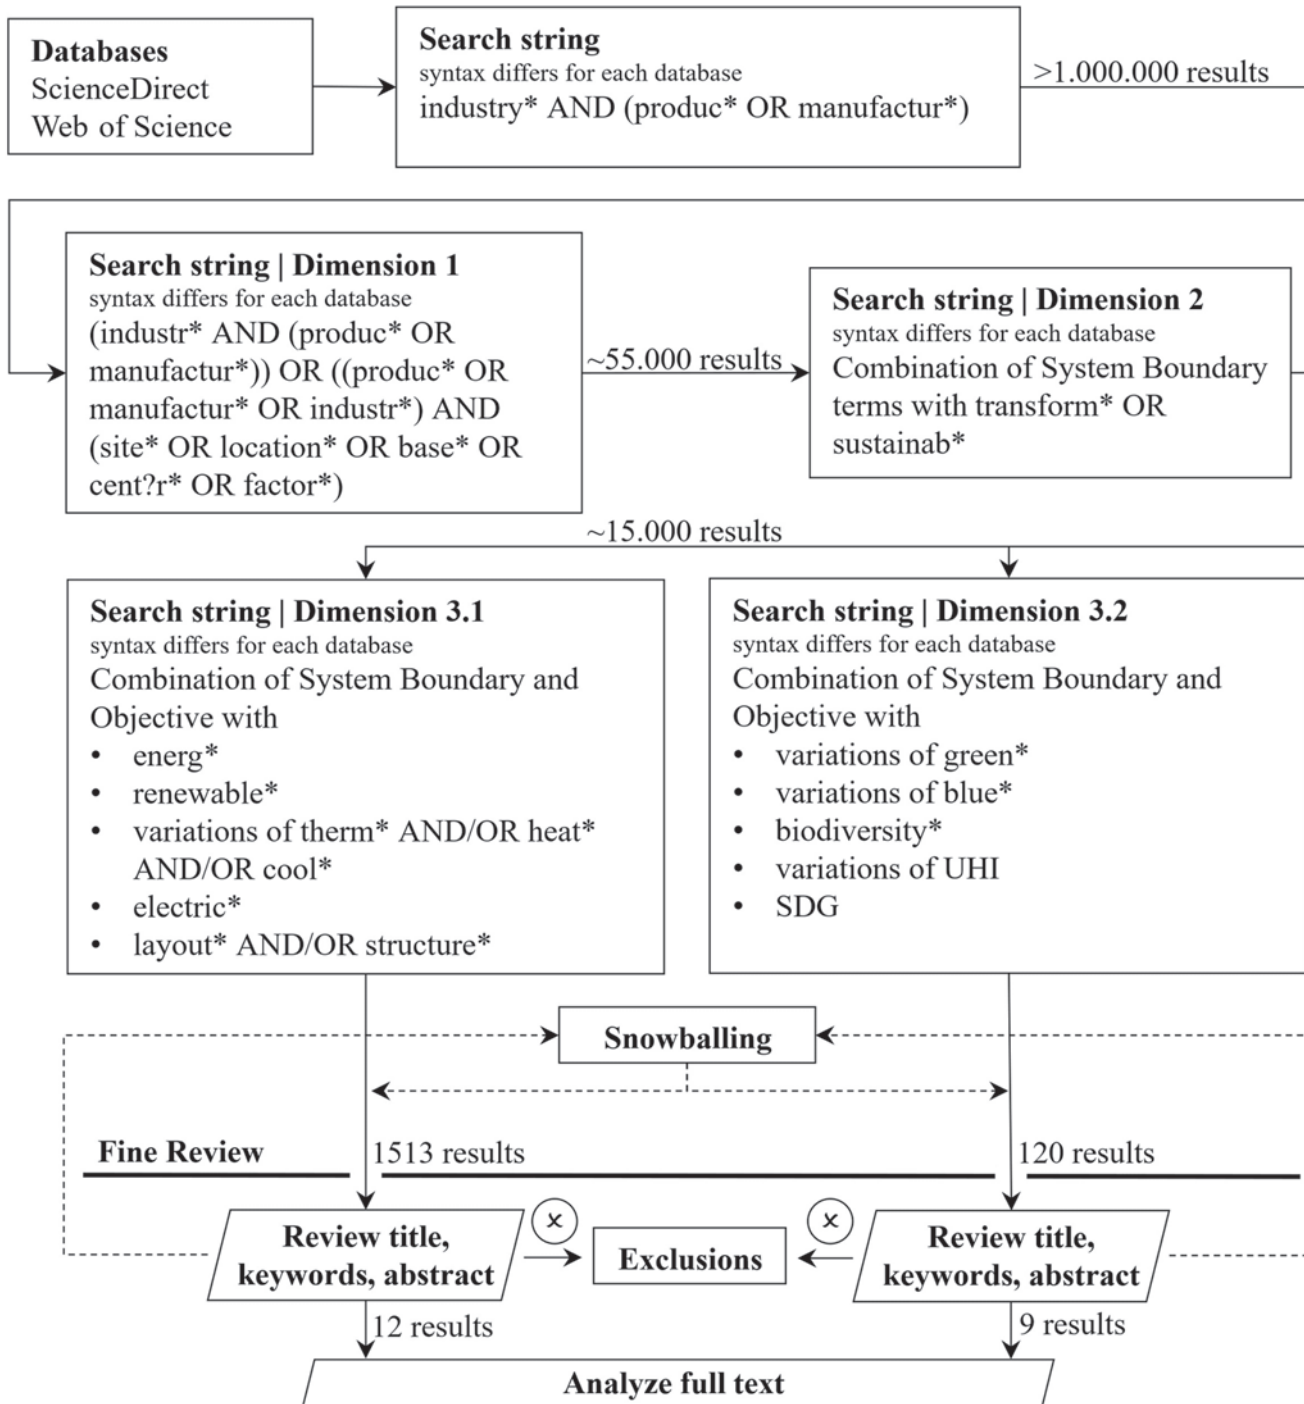 Databases
ScienceDirect
Web of Science
Search string
syntax differs for each database
industry* AND (produc* OR manufactur*)
>1.000.000 results
Search string | Dimension 1
syntax differs for each database
(industr* AND (produc* OR
manufactur*)) OR ((produc* OR
manufactur* OR industr*) AND
(site* OR location* OR base* OR
cent?r* OR factor*)
~55.000 results
Search string | Dimension 2
syntax differs for each database
Combination of System Boundary
terms with transform* OR
sustainab*
~15.000 results
Search string | Dimension 3.1
syntax differs for each database
Combination of System Boundary and
Objective with
• energ*
• renewable*
• variations of therm* AND/OR heat*
AND/OR cool*
• electric*
• layout* AND/OR structure*
Search string | Dimension 3.2
syntax differs for each database
Combination of System Boundary and
Objective with
• variations of green*
• variations of blue*
• biodiversity*
• variations of UHI
• SDG
Snowballing
Fine Review
1513 results
120 results
Review title,
keywords, abstract
x
Exclusions
x
Review title,
keywords, abstract
12 results
9 results
Analyze full text